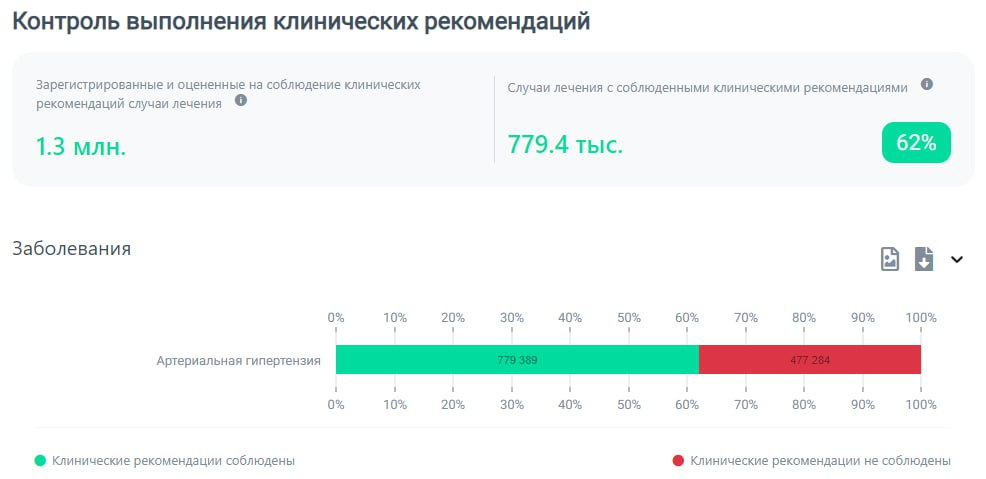 Контроль выполнения клинических рекомендаций
Зарегистрированные и оцененные на соблюдение клинических
рекомендаций случаи лечения
1.3 млн.
Случаи лечения с соблюденными клиническими рекомендациями
779.4 тыс.
62%
Заболевания
0% 10% 20% 30% 40% 50% 60% 70% 80% 90% 100%
Артериальная гипертензия 779 389 477 284
0% 10% 20% 30% 40% 50% 60% 70% 80% 90% 100%
Клинические рекомендации соблюдены
Клинические рекомендации не соблюдены